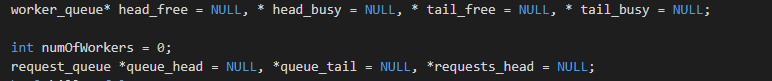 worker_queue* head_free = NULL, * head_busy = NULL, * tail_free = NULL, * tail_busy = NULL;
int numOfWorkers = 0;
request_queue *queue_head = NULL, *queue_tail = NULL, *requests_head = NULL;